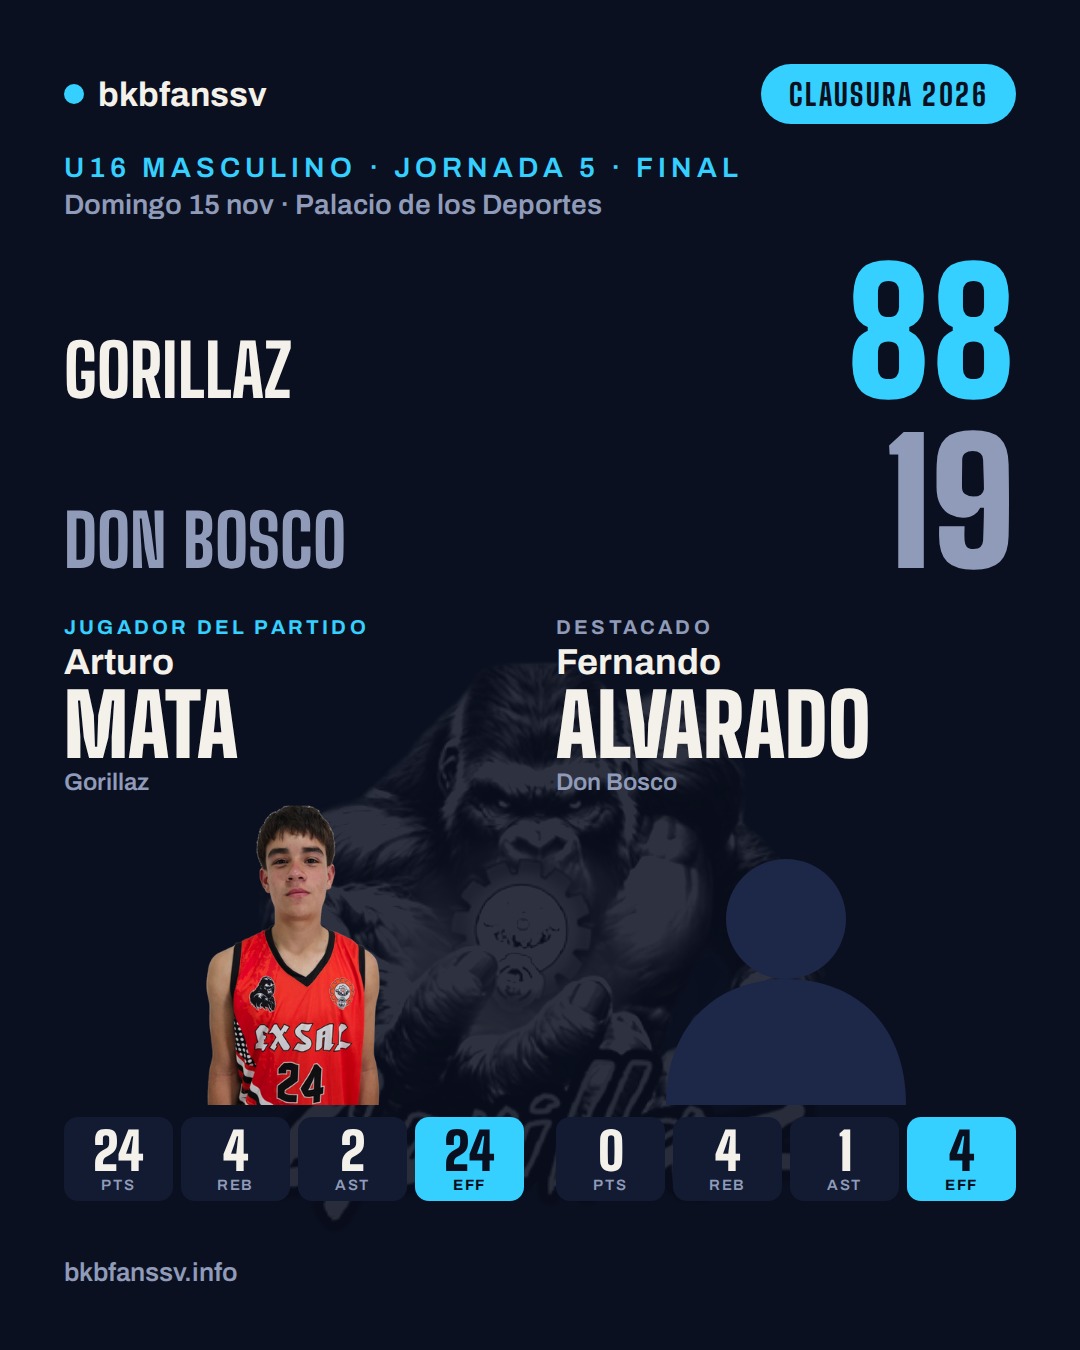 bkbfanssv
CLAUSURA 2026
U16 MASCULINO · JORNADA 5 · FINAL
Domingo 15 nov · Palacio de los Deportes
GORILLAZ
88
DON BOSCO
19
JUGADOR DEL PARTIDO
Arturo
MATA
Gorillaz
DESTACADO
Fernando
ALVARADO
Don Bosco
EXSAL
24
24
PTS
4
REB
2
AST
24
EFF
0
PTS
4
REB
1
AST
4
EFF
bkbfanssv.info